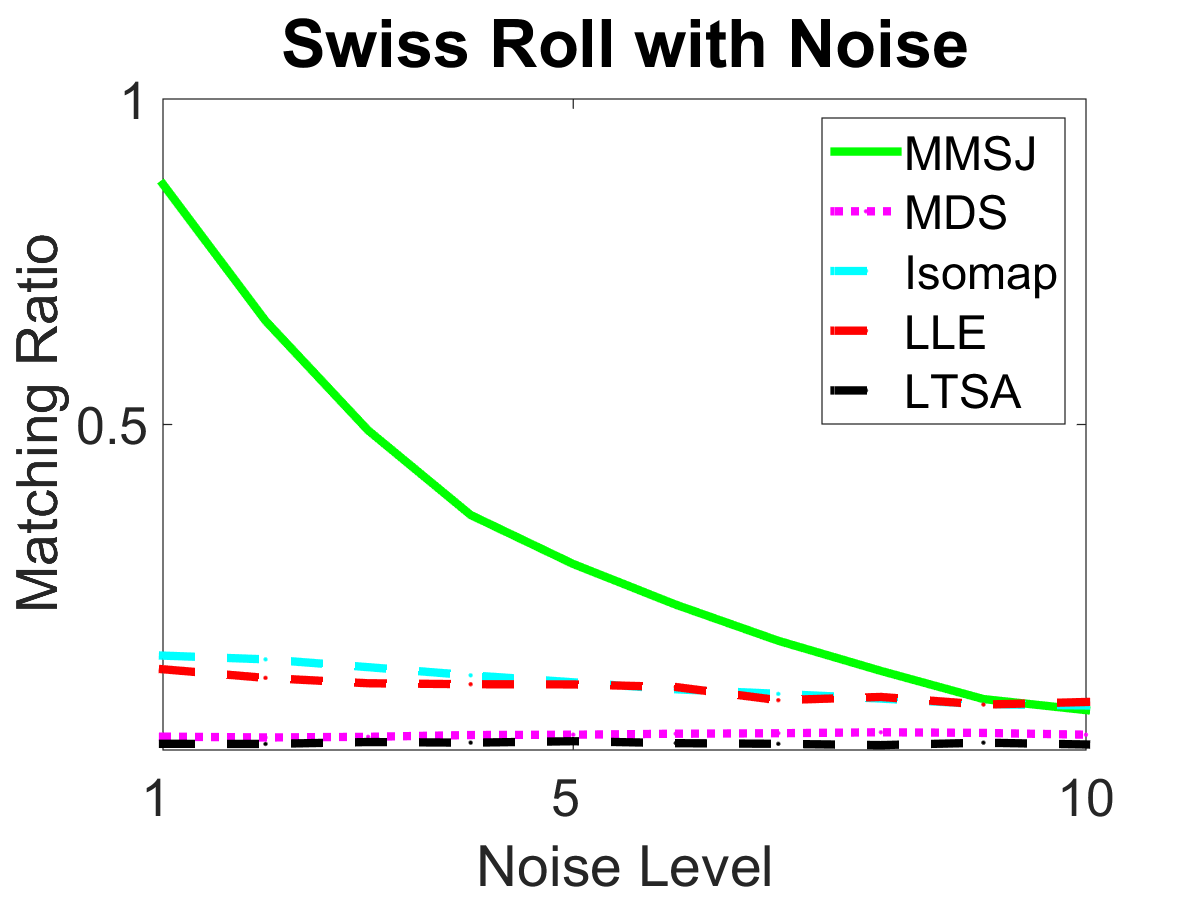 Swiss Roll with Noise
1
MMSJ
MDS
Isomap
LLE
LTSA
0.5
Matching Ratio
1 5 10
Noise Level